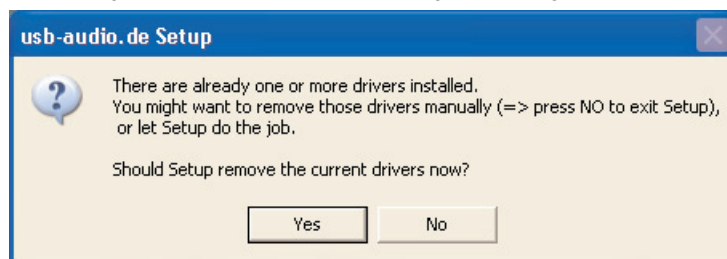 usb-audio.de Setup
There are already one or more drivers installed.
You might want to remove those drivers manually (=> press NO to exit Setup),
or let Setup do the job.
Should Setup remove the current drivers now?
Yes
No